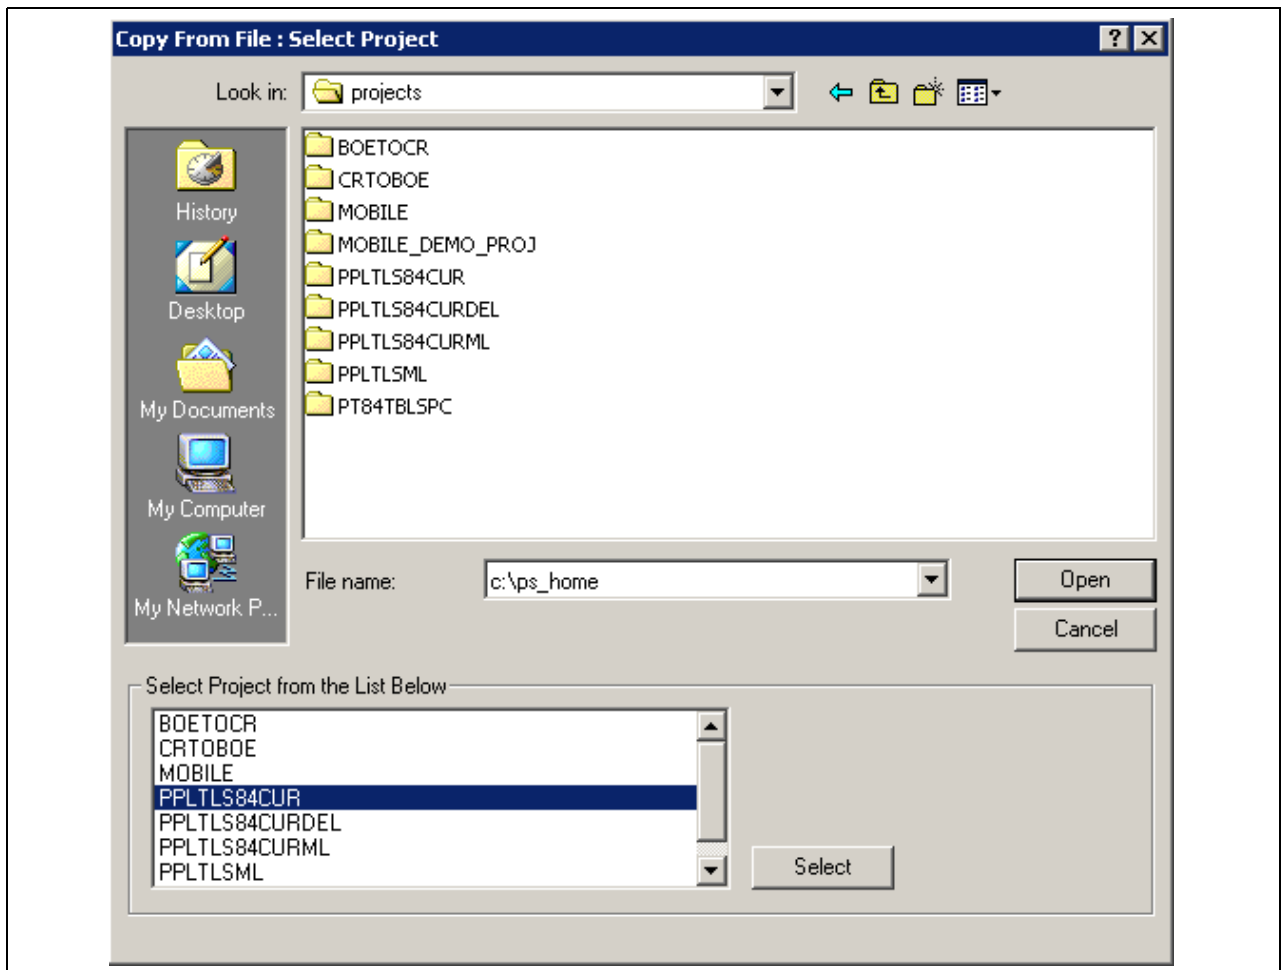 Copy From File : Select Project
Look in: projects
BOETOCR
CRTOBOE
MOBILE
MOBILE_DEMO_PROJ
PPLTLS84CUR
PPLTLS84CURDEL
PPLTLS84CURML
PPLTLSML
PT84TBLSPC
History
Desktop
My Documents
My Computer
My Network P...
File name: c:\ps_home
Open
Cancel
Select Project from the List Below
BOETOCR
CRTOBOE
MOBILE
PPLTLS84CUR
PPLTLS84CURDEL
PPLTLS84CURML
PPLTLSML
Select